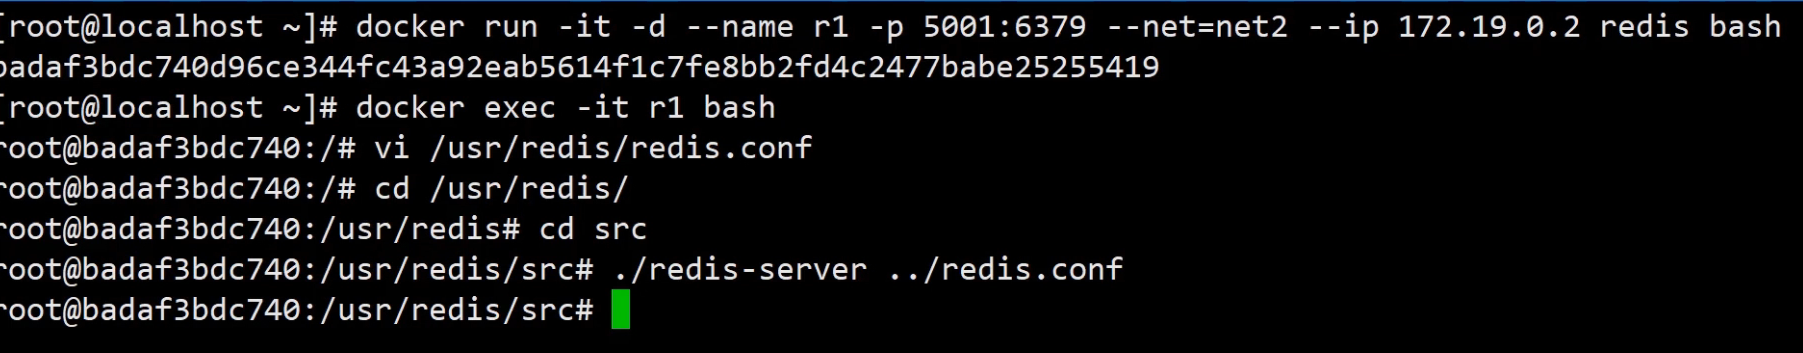 [root@localhost ~]# docker run -it -d --name r1 -p 5001:6379 --net=net2 --ip 172.19.0.2 redis bash
badaf3bdc740d96ce344fc43a92eab5614f1c7fe8bb2fd4c2477babe25255419
[root@localhost ~]# docker exec -it r1 bash
root@badaf3bdc740:/# vi /usr/redis/redis.conf
root@badaf3bdc740:/# cd /usr/redis/
root@badaf3bdc740:/usr/redis# cd src
root@badaf3bdc740:/usr/redis/src# ./redis-server ../redis.conf
root@badaf3bdc740:/usr/redis/src#